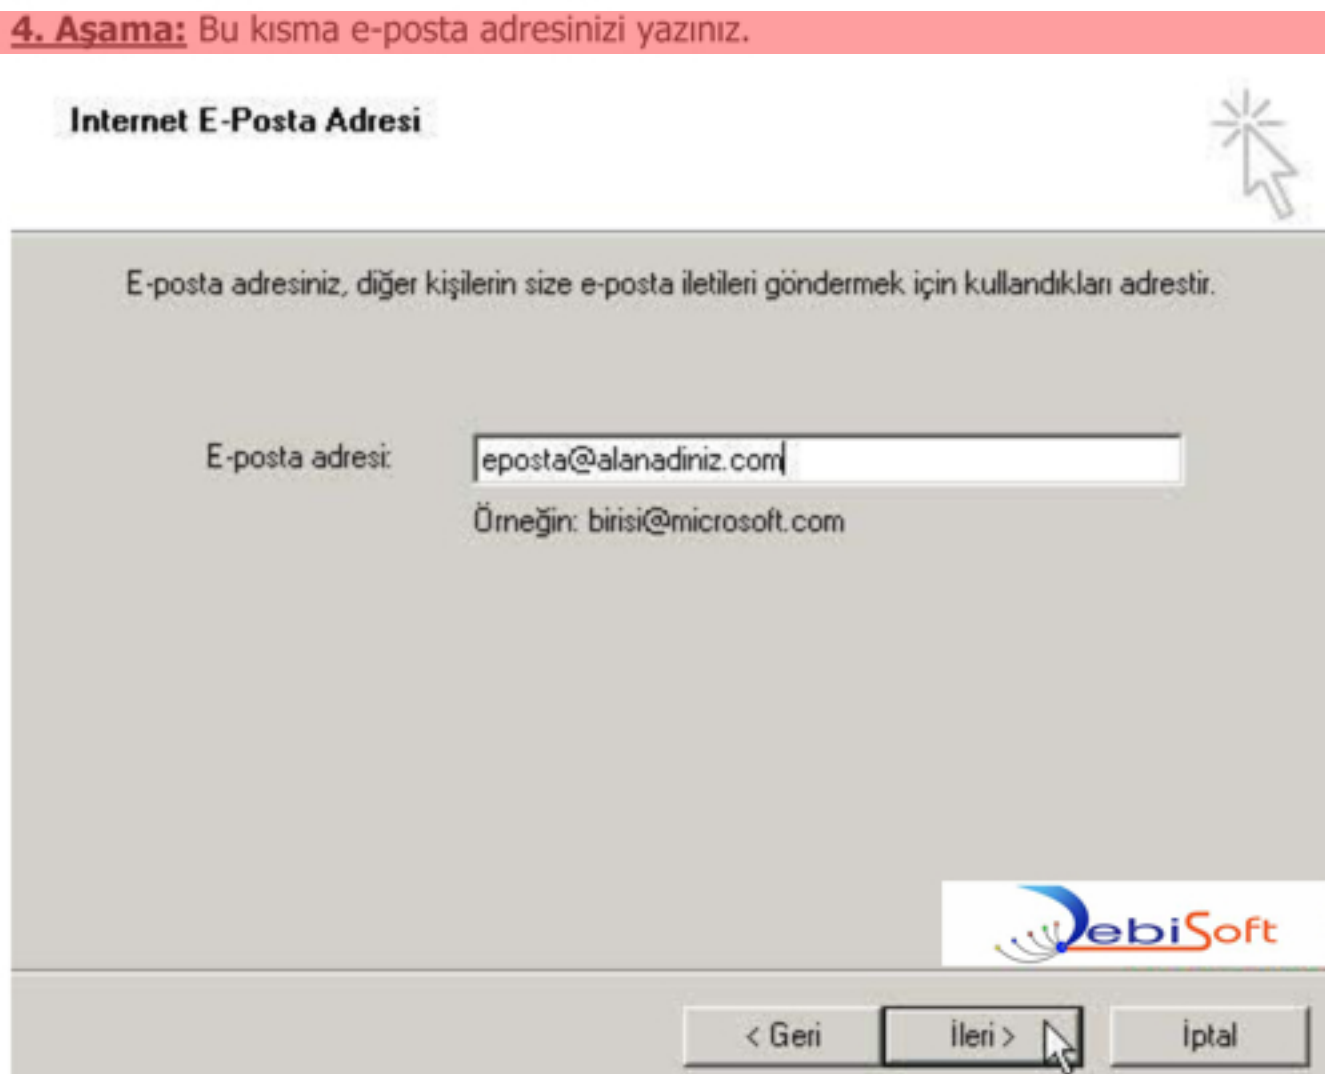 4. Aşama: Bu kısma e-posta adresinizi yazınız.
Internet E-Posta Adresi
E-posta adresiniz, diğer kişilerin size e-posta iletileri göndermek için kullandıkları adrestir.
E-posta adresi: eposta@alanadiniz.com
Örneğin: birisi@microsoft.com
DebiSoft
< Geri İleri > İptal